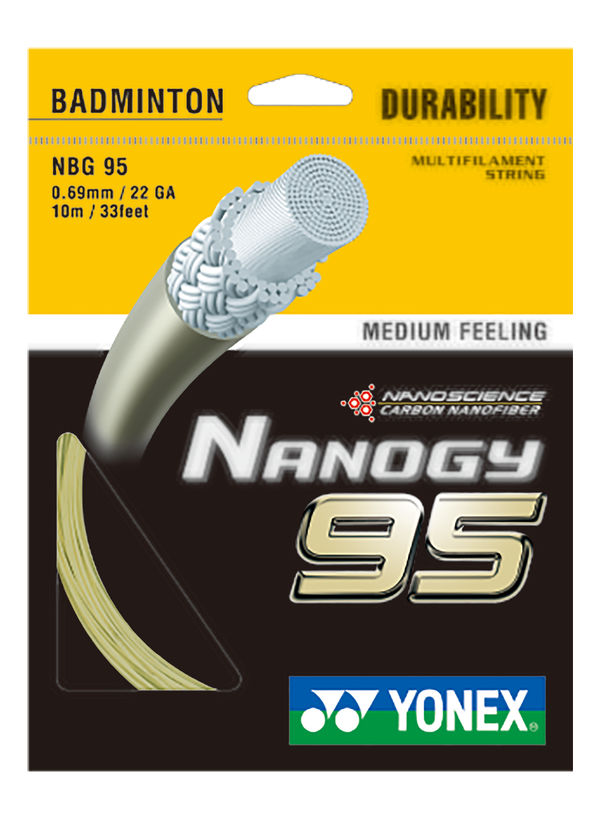 BADMINTON
DURABILITY
NBG 95
0.69mm / 22 GA
10m / 33feet
MULTIFILAMENT
STRING
MEDIUM FEELING
NANOSCIENCE
CARBON NANOFIBER
NANOGY
95
YONEX®